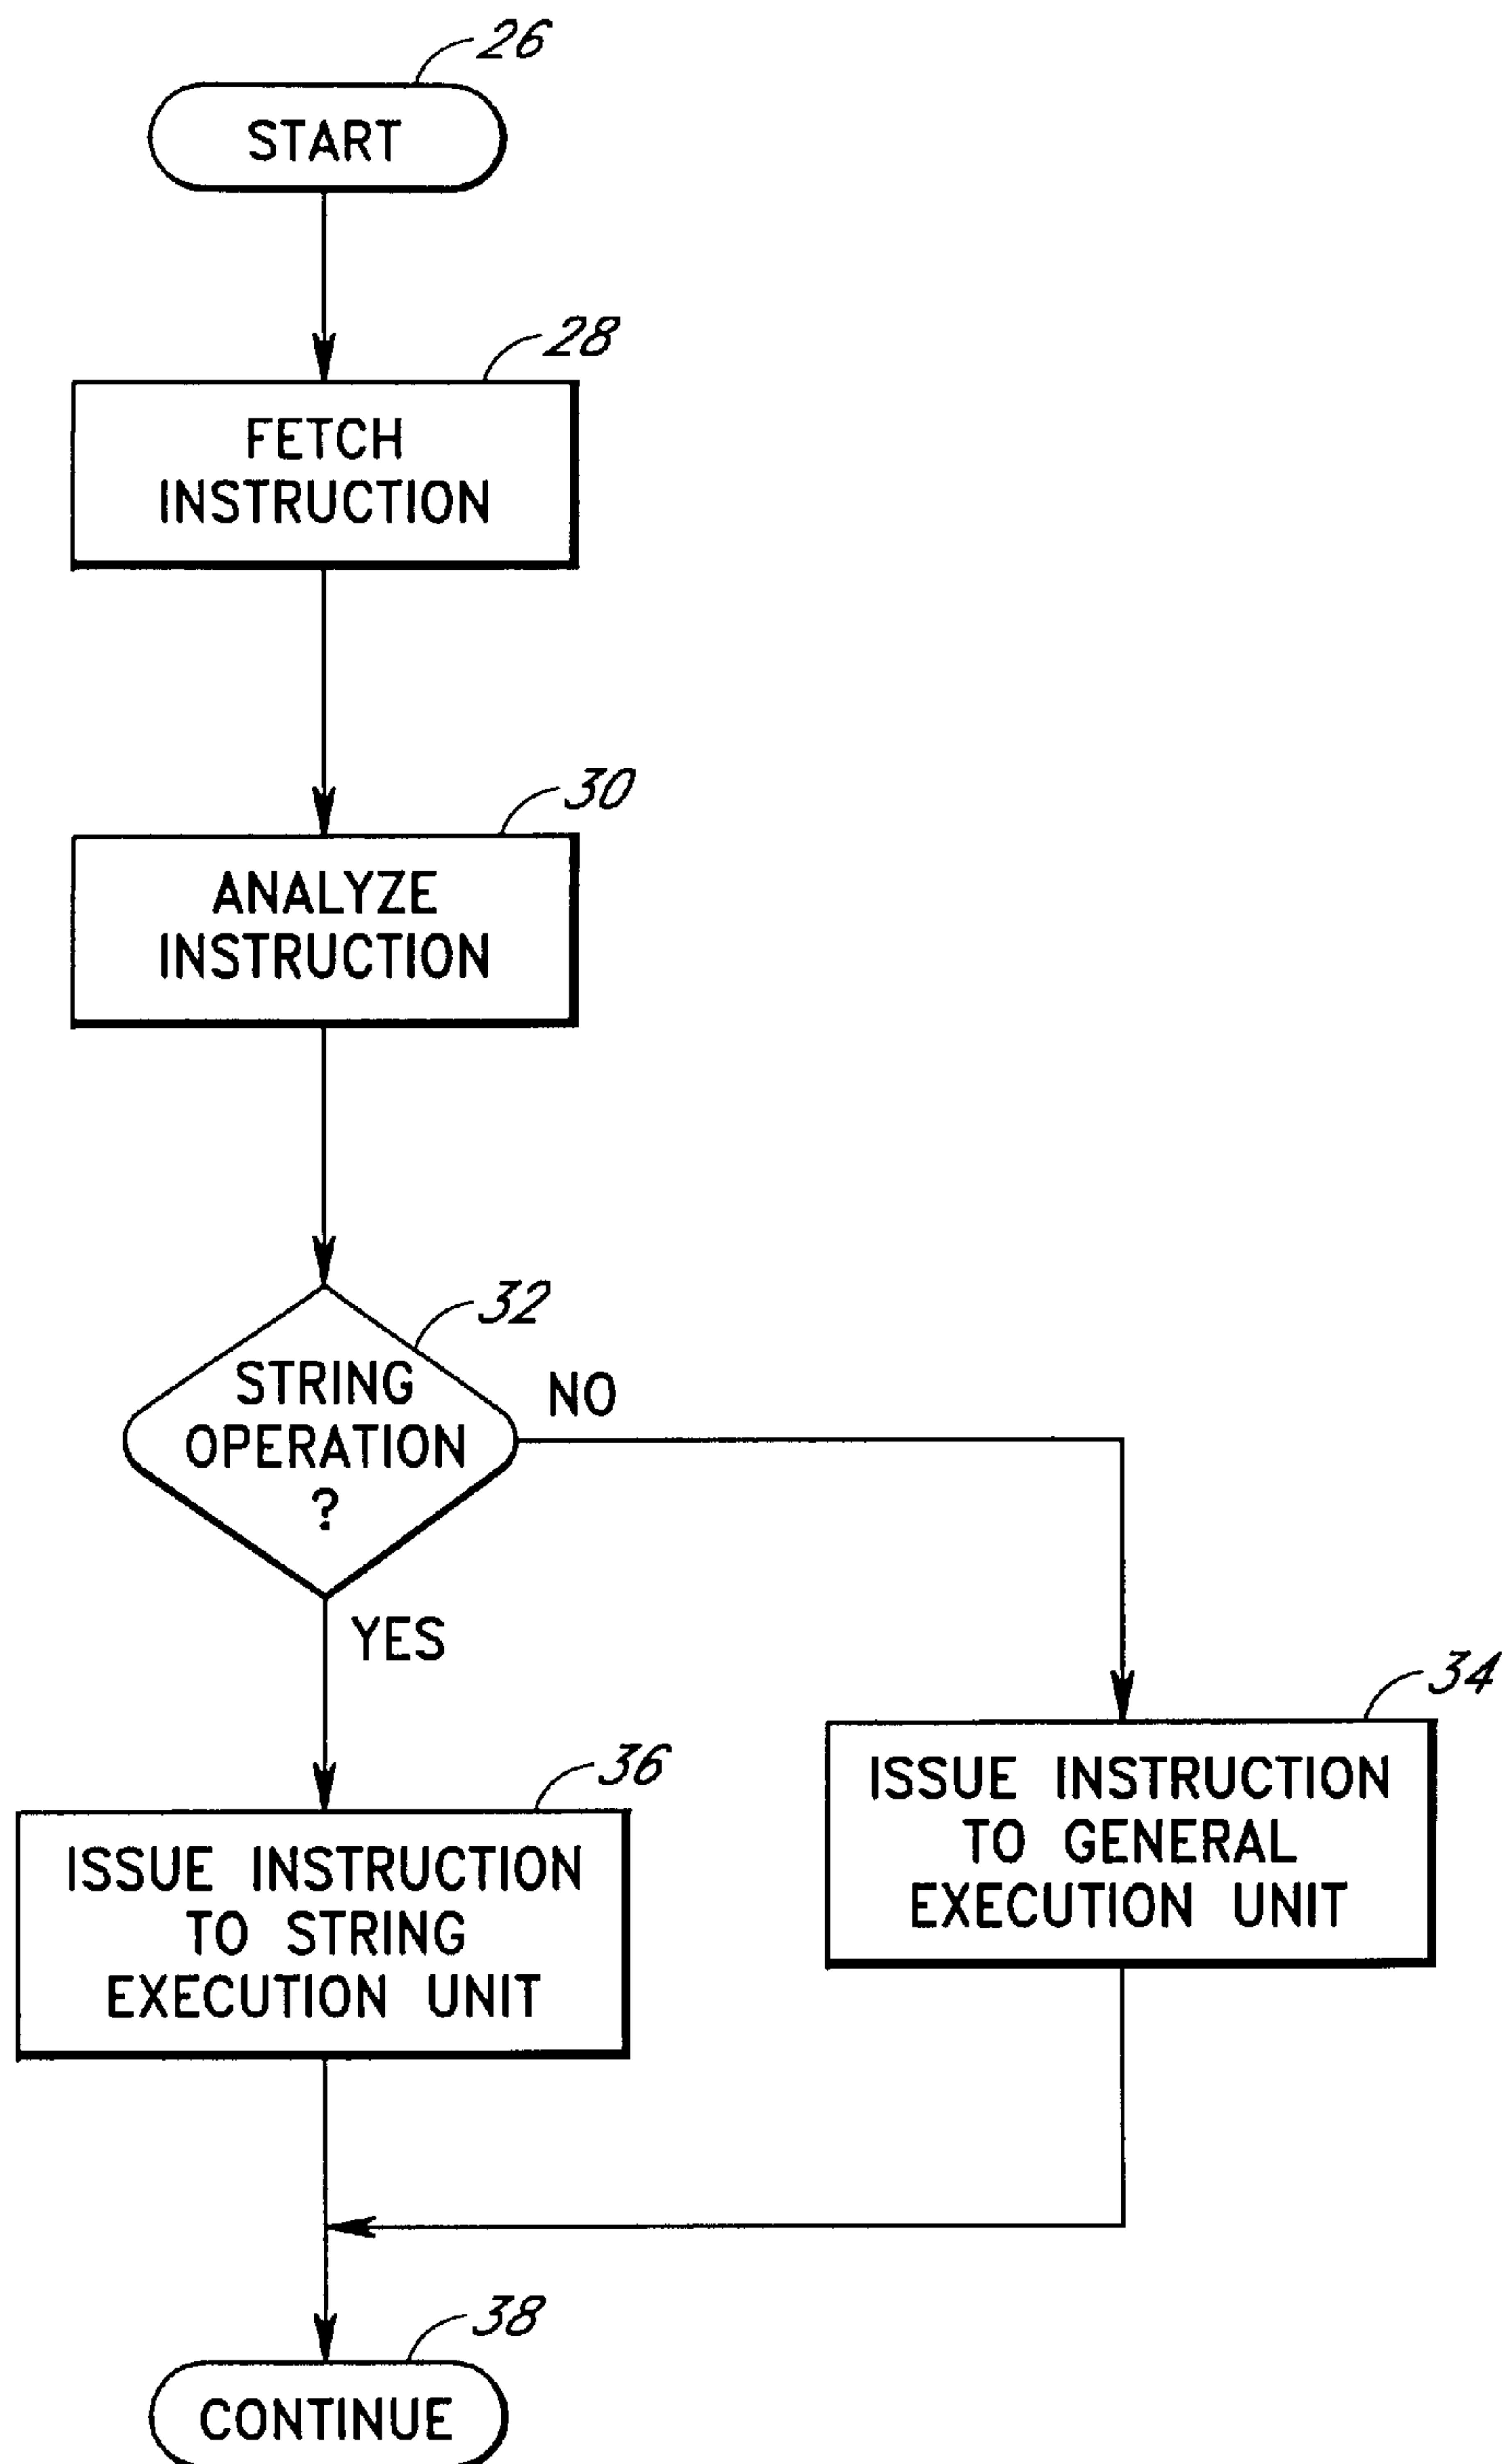 26
START
28
FETCH
INSTRUCTION
30
ANALYZE
INSTRUCTION
32
STRING
OPERATION
?
NO
YES
34
ISSUE INSTRUCTION
TO GENERAL
EXECUTION UNIT
36
ISSUE INSTRUCTION
TO STRING
EXECUTION UNIT
38
CONTINUE